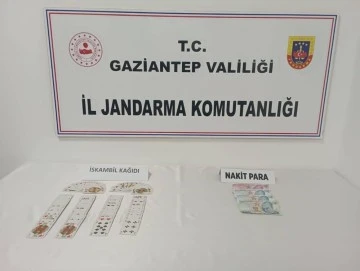 T.C.
GAZİANTEP VALİLİĞİ
İL JANDARMA KOMUTANLIĞI
İSKAMBİL KAĞIDI
NAKİT PARA